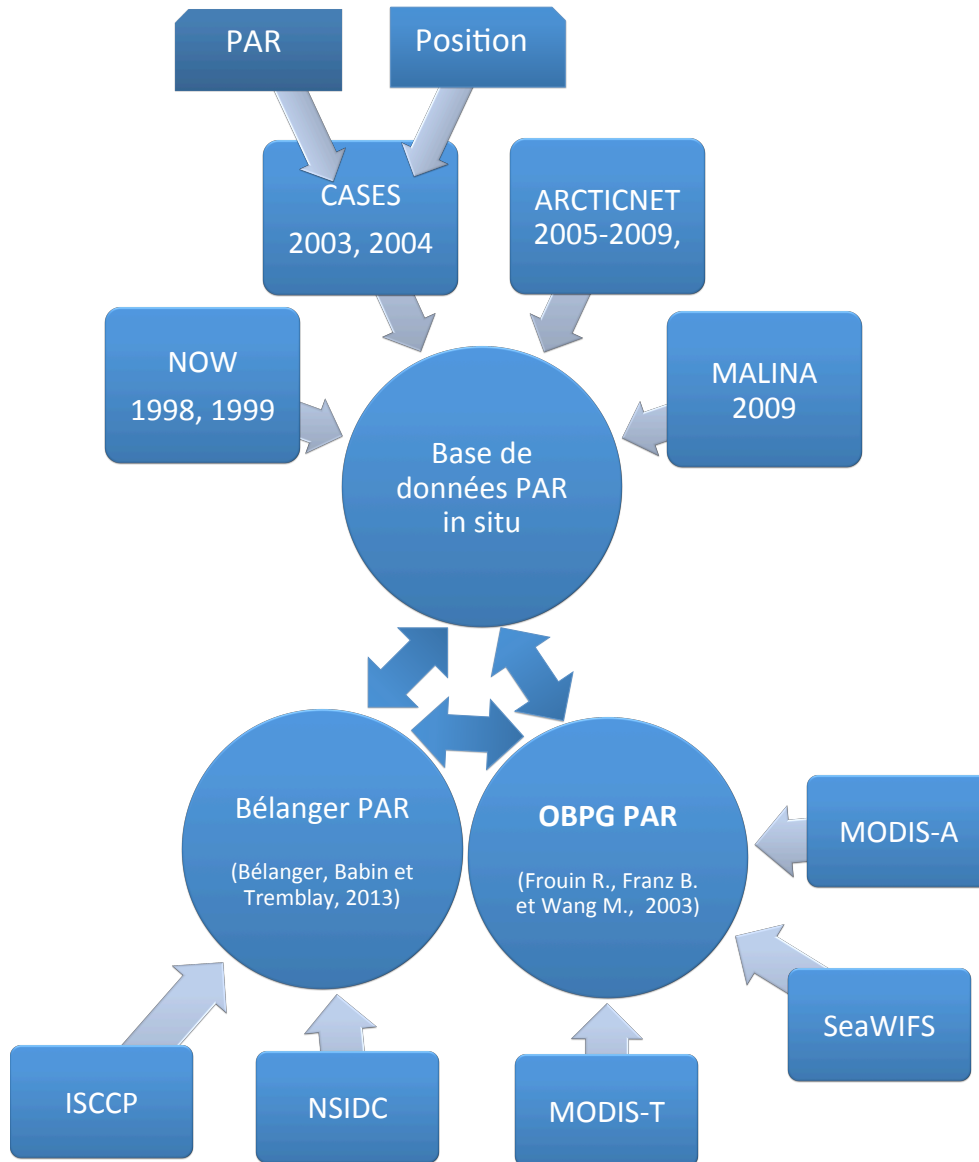 PAR
Position
CASES
2003, 2004
ARCTICNET
2005-2009,
NOW
1998, 1999
MALINA
2009
Base de
données PAR
in situ
Bélanger PAR
(Bélanger, Babin et
Tremblay, 2013)
OBPG PAR
(Frouin R., Franz B.
et Wang M., 2003)
MODIS-A
SeaWIFS
ISCCP
NSIDC
MODIS-T